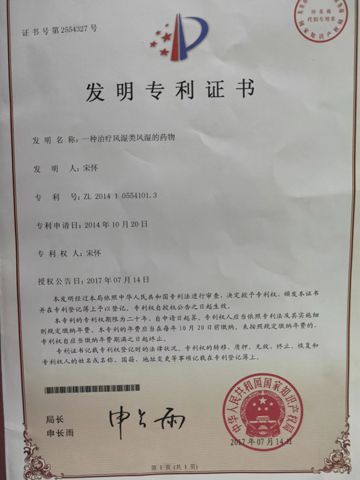 证书号第2554327号
发明专利证书
发 明 名 称：一种治疗风湿类风湿的药物
发 明 人：宋怀
专 利 号：ZL 2014 1 0554101.3
专利申请日：2014年10月20日
专 利 权 人：宋怀
授权公告日：2017年07月14日
本发明经过本局依照中华人民共和国专利法进行审查，决定授予专利权，颁发本证书
并在专利登记簿上予以登记。专利权自授权公告之日起生效。
本专利的专利权期限为二十年，自申请日起算。专利权人应当依照专利法及其实施细
则规定缴纳年费。本专利的年费应当在每年10月20日前缴纳。未按照规定缴纳年费的，
专利权自应当缴纳年费期满之日起终止。
专利证书记载专利权登记时的法律状况。专利权的转移、质押、无效、终止、恢复和
专利权人的姓名或名称、国籍、地址变更等事项记载在专利登记簿上。
局长
申长雨
中华人民共和国国家知识产权局
2017年07月14日
第1页（共1页）